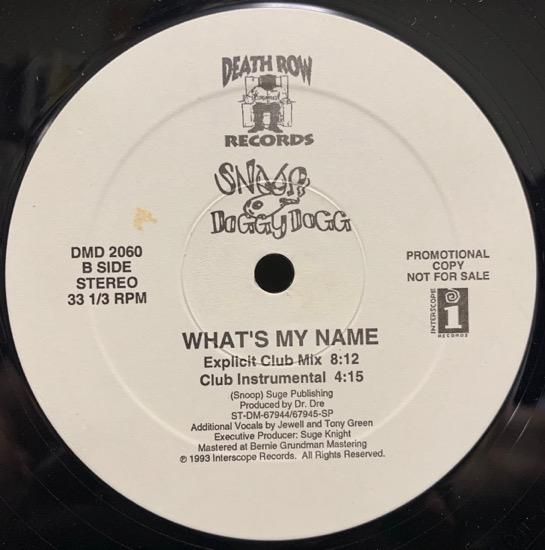 DEATH ROW
RECORDS
SNOOP
DOGGY DOGG
DMD 2060
B SIDE
STEREO
33 1/3 RPM
PROMOTIONAL
COPY
NOT FOR SALE
INTERSCOPE
i
RECORDS
WHAT'S MY NAME
Explicit Club Mix 8:12
Club Instrumental 4:15
(Snoop) Suge Publishing
Produced by Dr. Dre
ST-DM-67944/67945-SP
Additional Vocals by Jewell and Tony Green
Executive Producer: Suge Knight
Mastered at Bernie Grundman Mastering
℗ 1993 Interscope Records. All Rights Reserved.